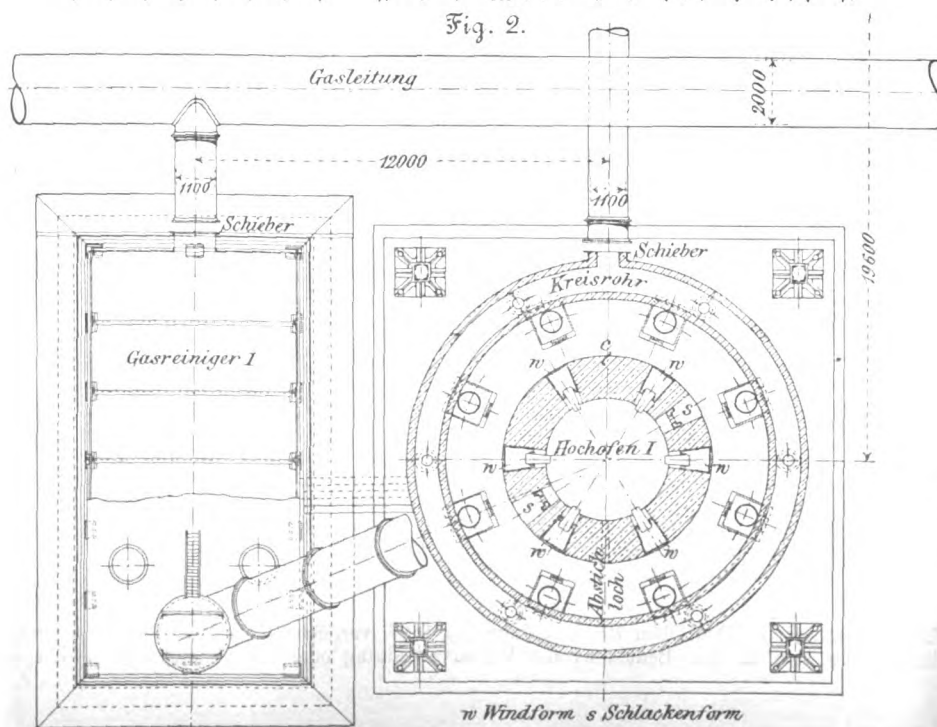 Fig. 2.
Gasleitung
2000
12000
1100
1100
19600
Schieber
Schieber
Kreisrohr
Gasreiniger I
c
w
w
s
Hochofen I
w
w
s
w
w
Abstich
loch
w Windform s Schlackenform